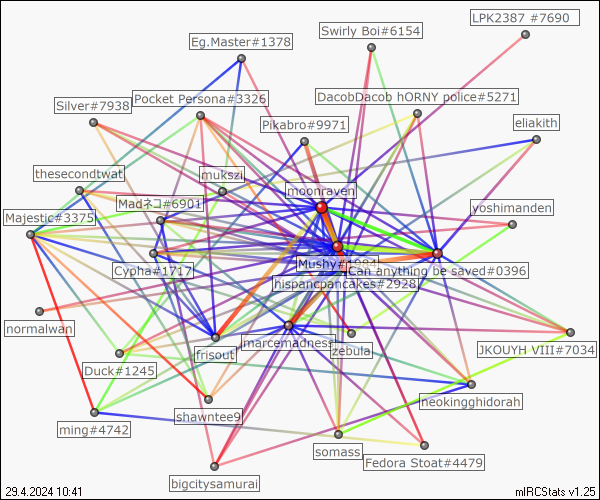 LPK2387 #7690
Swirly Boi#6154
Eg.Master#1378
Pocket Persona#3326
DacobDacob hORNY police#5271
Silver#7938
Pikabro#9971
eliakith
thesecondtwat
mukszi
moonraven
Madネコ#6901
yoshimanden
Majestic#3375
Mushy#1984
Cypha#1717
Can anything be saved#0396
hispancpancakes#2928
normalwan
marcemadness
frisout
zebula
JKOUYH VIII#7034
Duck#1245
neokingghidorah
shawntee9
ming#4742
somass
Fedora Stoat#4479
bigcitysamurai
29.4.2024 10:41
mIRCStats v1.25